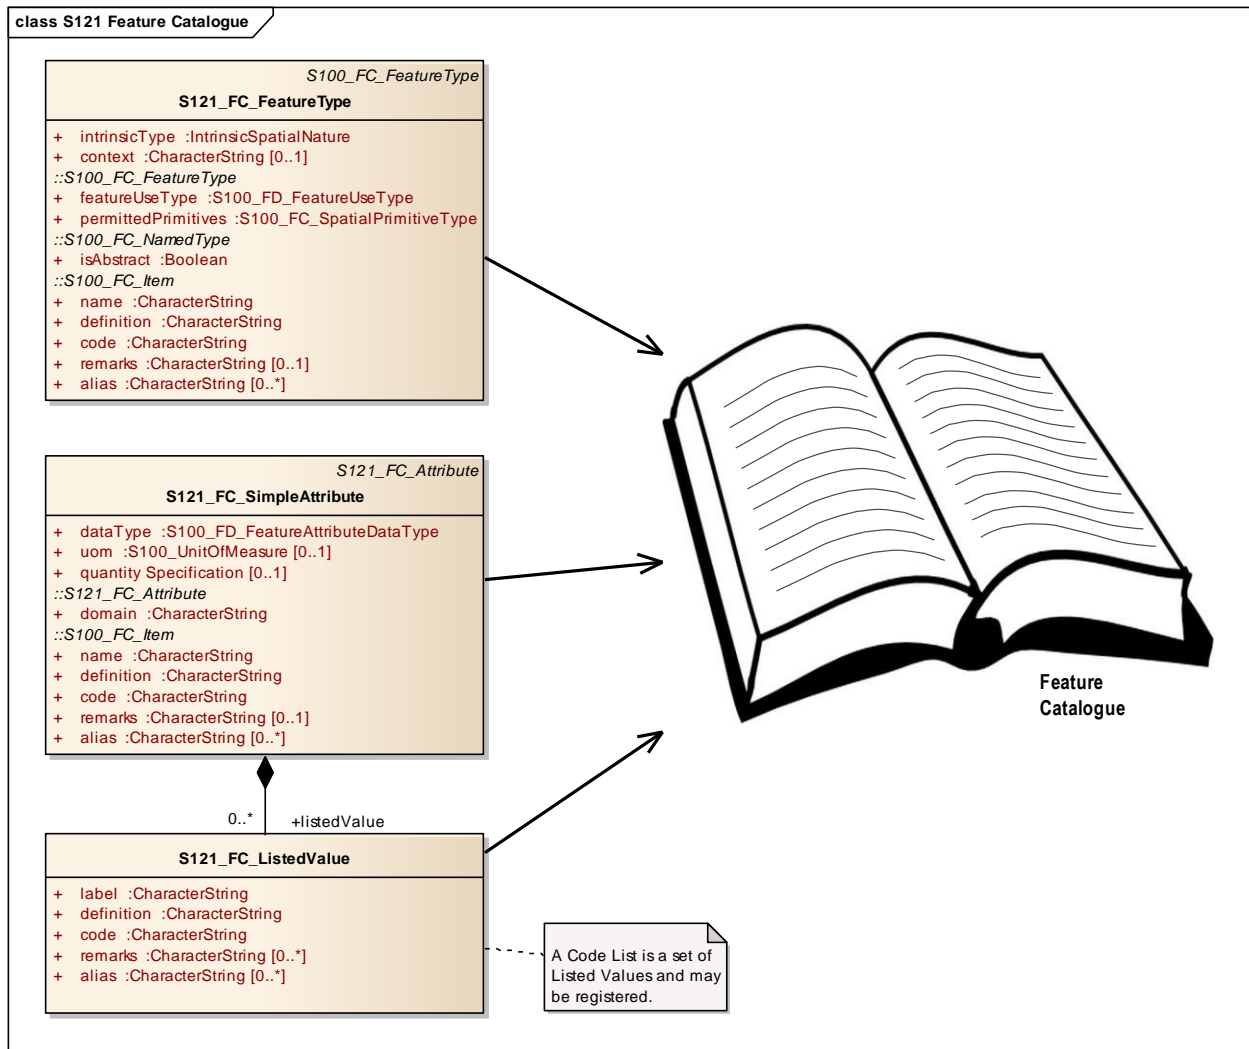 class S121 Feature Catalogue
S100_FC_FeatureType
S121_FC_FeatureType
+ intrinsicType :IntrinsicSpatialNature
+ context :CharacterString [0..1]
::S100_FC_FeatureType
+ featureUseType :S100_FD_FeatureUseType
+ permittedPrimitives :S100_FC_SpatialPrimitiveType
::S100_FC_NamedType
+ isAbstract :Boolean
::S100_FC_Item
+ name :CharacterString
+ definition :CharacterString
+ code :CharacterString
+ remarks :CharacterString [0..1]
+ alias :CharacterString [0..*]
S121_FC_Attribute
S121_FC_SimpleAttribute
+ dataType :S100_FD_FeatureAttributeDataType
+ uom :S100_UnitOfMeasure [0..1]
+ quantity Specification [0..1]
::S121_FC_Attribute
+ domain :CharacterString
::S100_FC_Item
+ name :CharacterString
+ definition :CharacterString
+ code :CharacterString
+ remarks :CharacterString [0..1]
+ alias :CharacterString [0..*]
0..* +listedValue
S121_FC_ListedValue
+ label :CharacterString
+ definition :CharacterString
+ code :CharacterString
+ remarks :CharacterString [0..*]
+ alias :CharacterString [0..*]
A Code List is a set of
Listed Values and may
be registered.
Feature
Catalogue